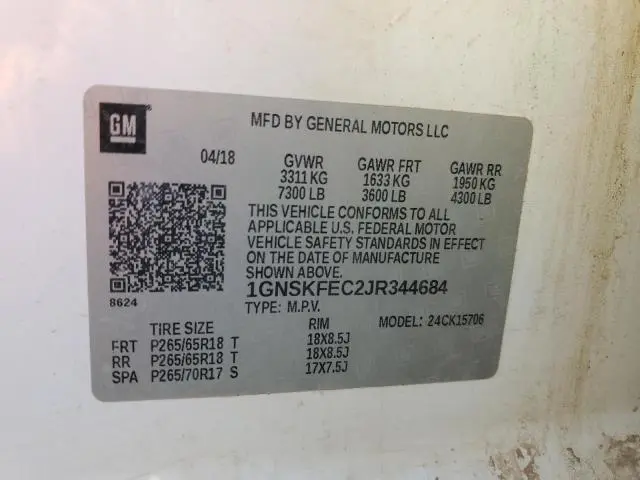 GM
MFD BY GENERAL MOTORS LLC
04/18 GVWR GAWR FRT GAWR RR
3311 KG 1633 KG 1950 KG
7300 LB 3600 LB 4300 LB
THIS VEHICLE CONFORMS TO ALL
APPLICABLE U.S. FEDERAL MOTOR
VEHICLE SAFETY STANDARDS IN EFFECT
ON THE DATE OF MANUFACTURE
SHOWN ABOVE.
8624
1GNSKFEC2JR344684
TYPE: M.P.V. MODEL: 24CK15706
TIRE SIZE RIM
FRT P265/65R18 T 18X8.5J
RR P265/65R18 T 18X8.5J
SPA P265/70R17 S 17X7.5J